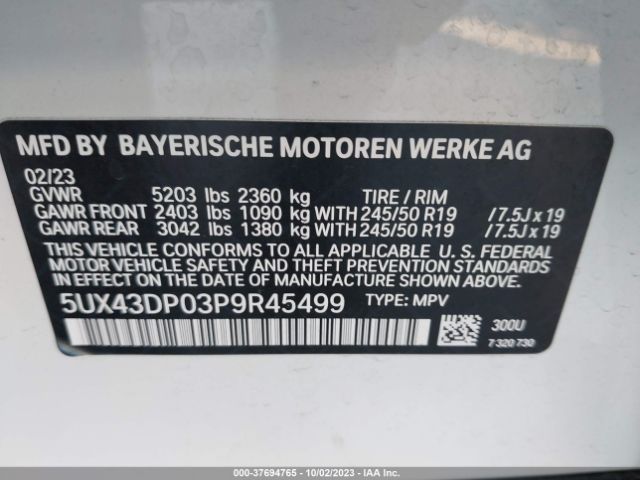 MFD BY BAYERISCHE MOTOREN WERKE AG
02/23
GVWR 5203 lbs 2360 kg TIRE / RIM
GAWR FRONT 2403 lbs 1090 kg WITH 245/50 R19 / 7.5J x 19
GAWR REAR 3042 lbs 1380 kg WITH 245/50 R19 / 7.5J x 19
THIS VEHICLE CONFORMS TO ALL APPLICABLE U. S. FEDERAL
MOTOR VEHICLE SAFETY AND THEFT PREVENTION STANDARDS
IN EFFECT ON THE DATE OF MANUFACTURE SHOWN ABOVE.
5UX43DP03P9R45499 TYPE: MPV
300U
7 320 730
000-37694765 - 10/02/2023 - IAA Inc.